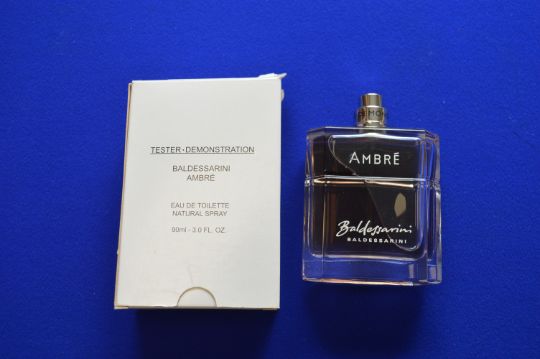 TESTER - DEMONSTRATION
BALDESSARINI
AMBRÉ
EAU DE TOILETTE
NATURAL SPRAY
90ml - 3.0 FL. OZ.
AMBRÉ
Baldessarini
BALDESSARINI